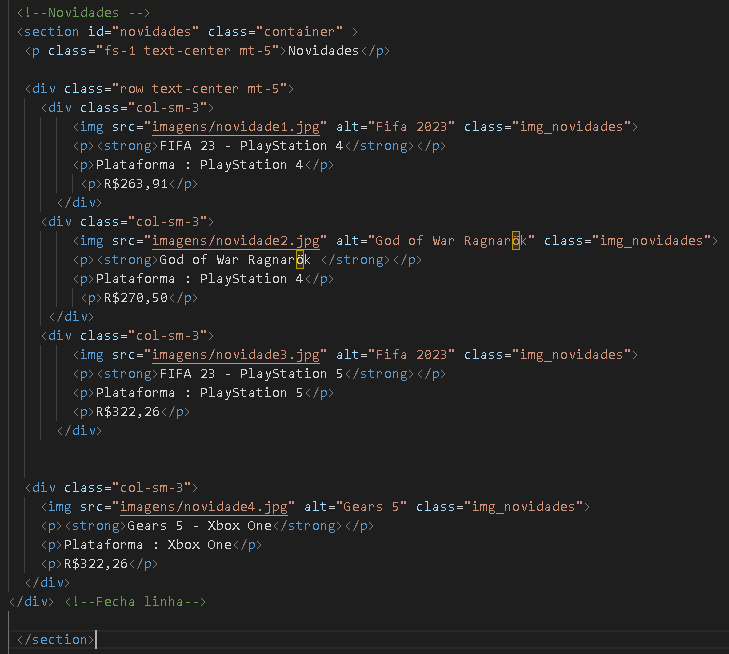 <!--Novidades -->
<section id="novidades" class="container" >
<p class="fs-1 text-center mt-5">Novidades</p>
<div class="row text-center mt-5">
<div class="col-sm-3">
<img src="imagens/novidade1.jpg" alt="Fifa 2023" class="img_novidades">
<p><strong>FIFA 23 - PlayStation 4</strong></p>
<p>Plataforma : PlayStation 4</p>
<p>R$263,91</p>
</div>
<div class="col-sm-3">
<img src="imagens/novidade2.jpg" alt="God of War Ragnarök" class="img_novidades">
<p><strong>God of War Ragnarök </strong></p>
<p>Plataforma : PlayStation 4</p>
<p>R$270,50</p>
</div>
<div class="col-sm-3">
<img src="imagens/novidade3.jpg" alt="Fifa 2023" class="img_novidades">
<p><strong>FIFA 23 - PlayStation 5</strong></p>
<p>Plataforma : PlayStation 5</p>
<p>R$322,26</p>
</div>
<div class="col-sm-3">
<img src="imagens/novidade4.jpg" alt="Gears 5" class="img_novidades">
<p><strong>Gears 5 - Xbox One</strong></p>
<p>Plataforma : Xbox One</p>
<p>R$322,26</p>
</div>
</div> <!--Fecha linha-->
</section>